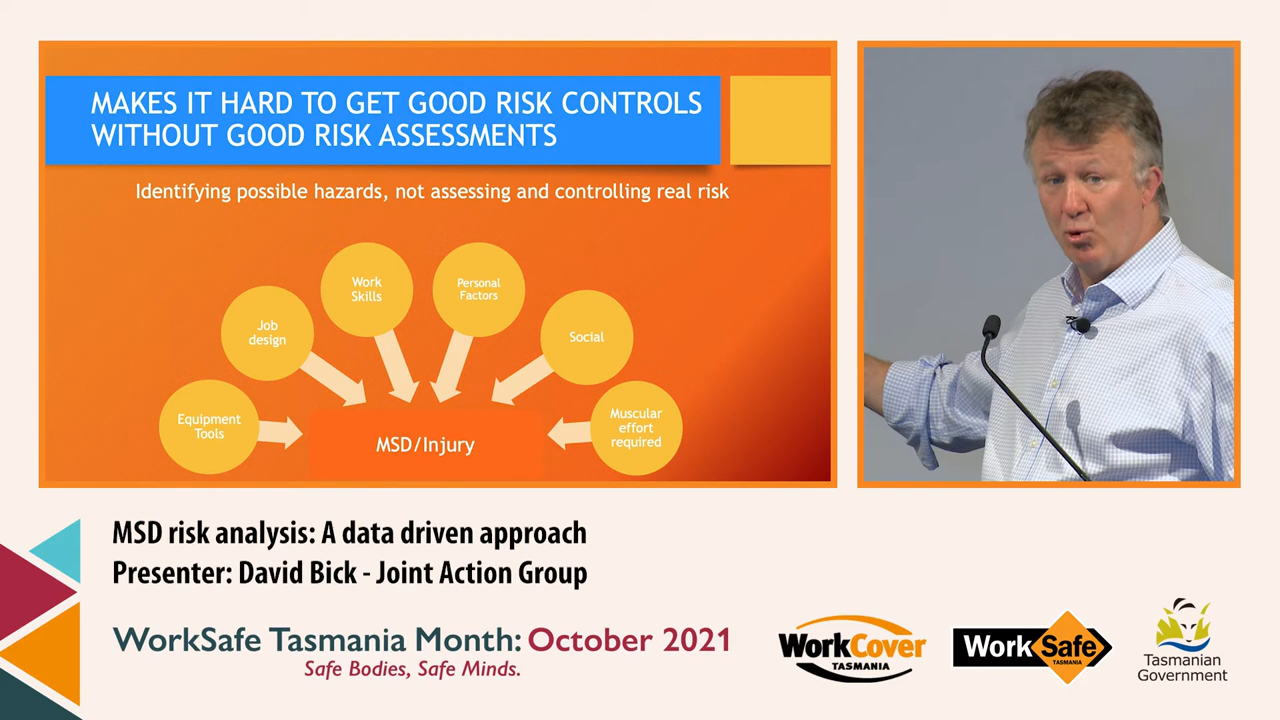 MAKES IT HARD TO GET GOOD RISK CONTROLS
WITHOUT GOOD RISK ASSESSMENTS
Identifying possible hazards, not assessing and controlling real risk
Equipment
Tools
Job
design
Work
Skills
Personal
Factors
Social
Muscular
effort
required
MSD/Injury
MSD risk analysis: A data driven approach
Presenter: David Bick - Joint Action Group
WorkSafe Tasmania Month: October 2021
Safe Bodies, Safe Minds.
WorkCover
TASMANIA
WorkSafe
TASMANIA
Tasmanian
Government